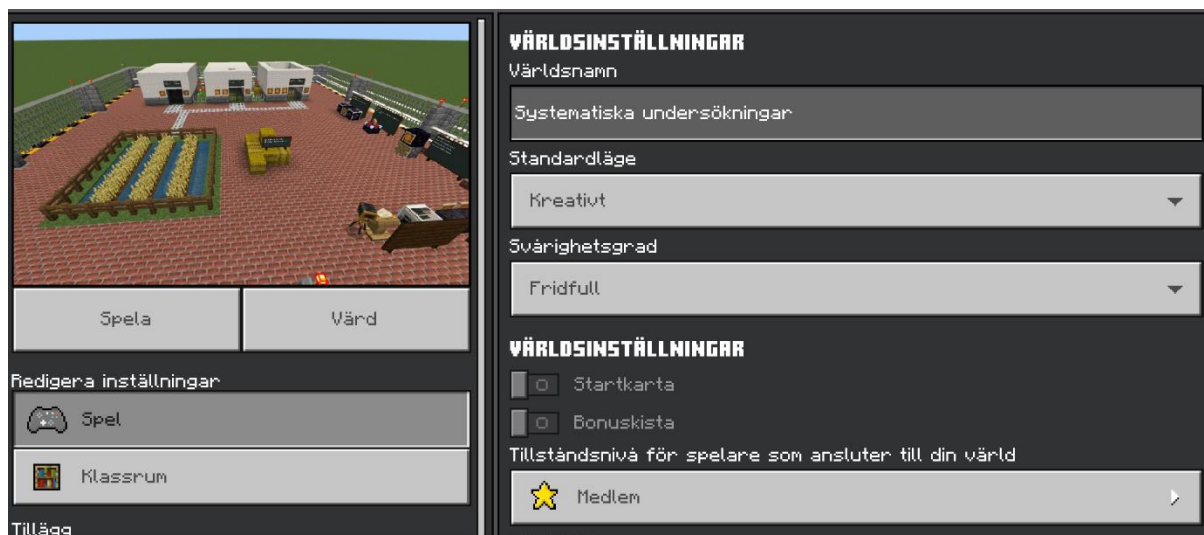 Spela
Värd
Redigera inställningar
Spel
Klassrum
Tillägg
VÄRLDSINSTÄLLNINGAR
Världsnamn
Systematiska undersökningar
Standardläge
Kreativt
Svårighetsgrad
Fridfull
VÄRLDSINSTÄLLNINGAR
Startkarta
Bonuskista
Tillståndsnivå för spelare som ansluter till din värld
Medlem